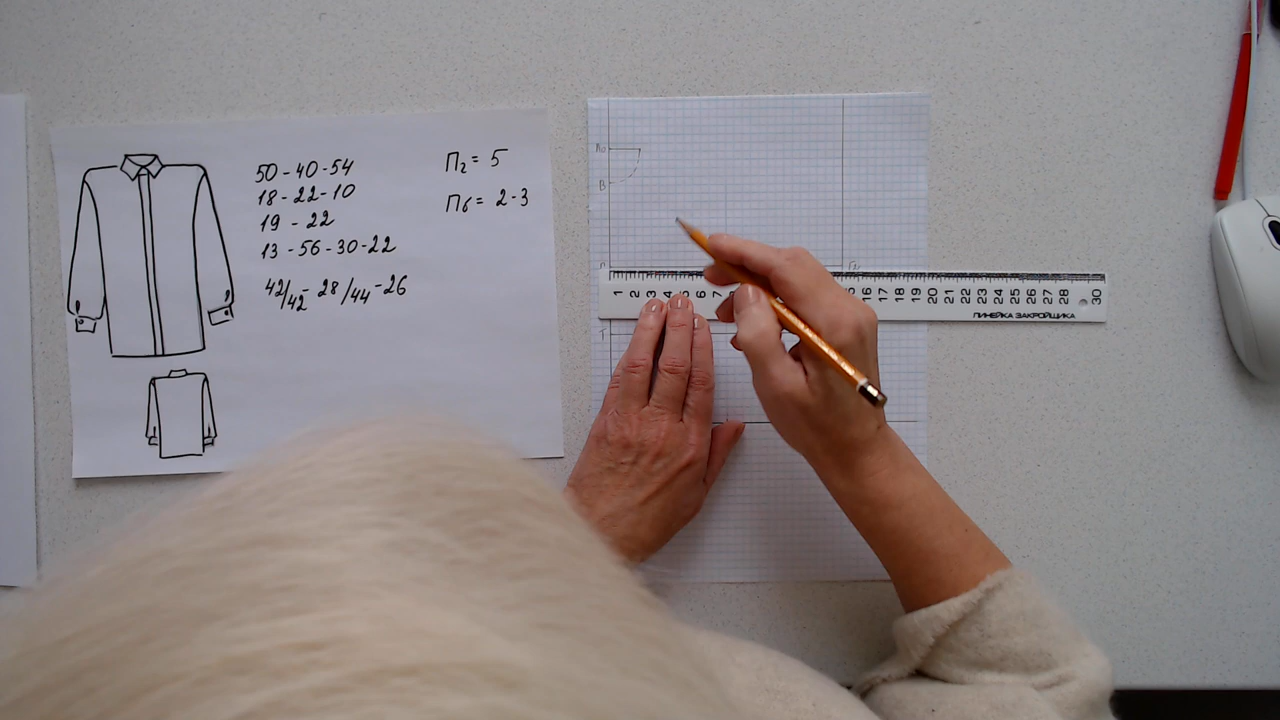 50 - 40 - 54
18 - 22 - 10
19 - 22
13 - 56 - 30 - 22
42/42 - 28/44 - 26
Пг = 5
Пб = 2-3
В
1 2 3 4 5 6 7 15 16 17 18 19 20 21 22 23 24 25 26 27 28 30
ЛИНЕЙКА ЗАКРОЙЩИКА